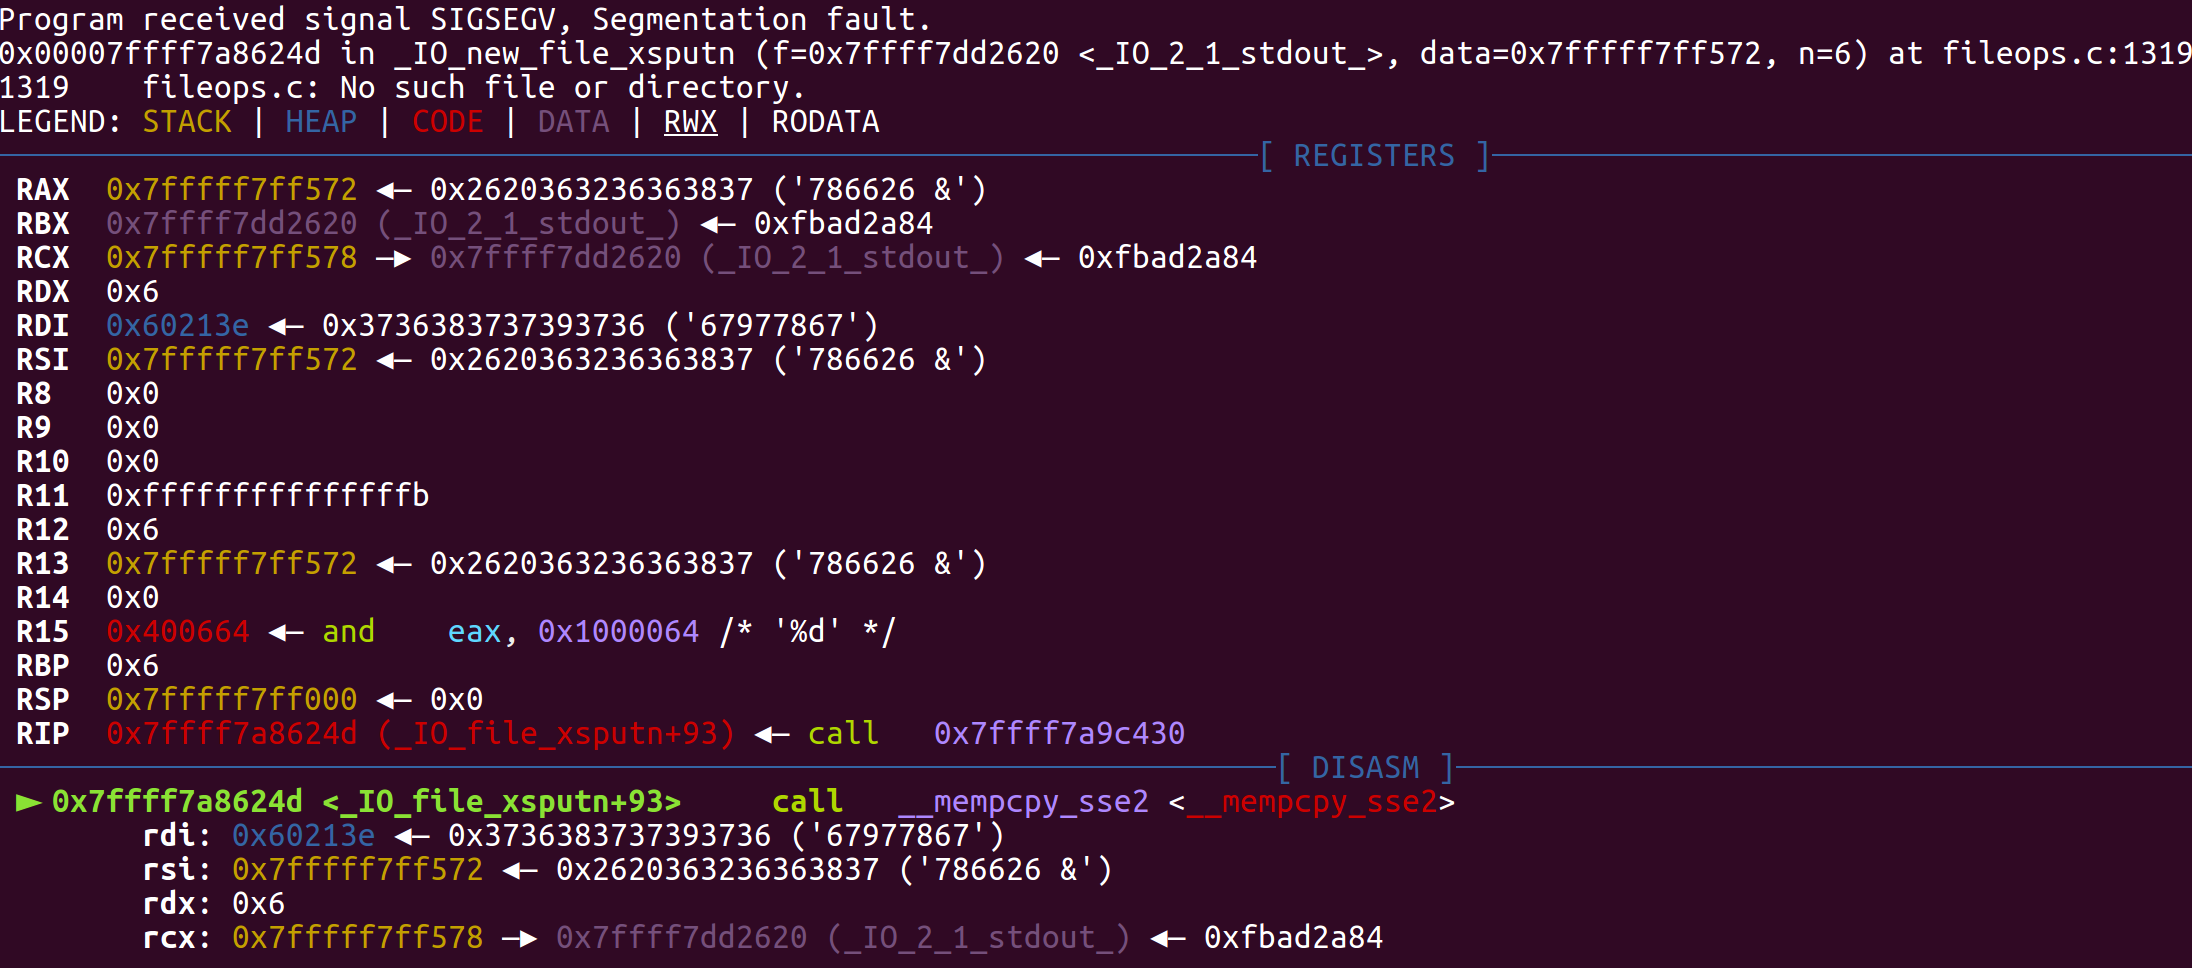 Program received signal SIGSEGV, Segmentation fault.
0x00007ffff7a8624d in _IO_new_file_xsputn (f=0x7ffff7dd2620 <_IO_2_1_stdout_>, data=0x7fffff7ff572, n=6) at fileops.c:1319
1319    fileops.c: No such file or directory.
LEGEND: STACK | HEAP | CODE | DATA | RWX | RODATA
[ REGISTERS ]
RAX  0x7fffff7ff572 ◂— 0x2620363236363837 ('786626 &')
RBX  0x7ffff7dd2620 (_IO_2_1_stdout_) ◂— 0xfbad2a84
RCX  0x7fffff7ff578 —▸ 0x7ffff7dd2620 (_IO_2_1_stdout_) ◂— 0xfbad2a84
RDX  0x6
RDI  0x60213e ◂— 0x3736383737393736 ('67977867')
RSI  0x7fffff7ff572 ◂— 0x2620363236363837 ('786626 &')
R8   0x0
R9   0x0
R10  0x0
R11  0xfffffffffffffffb
R12  0x6
R13  0x7fffff7ff572 ◂— 0x2620363236363837 ('786626 &')
R14  0x0
R15  0x400664 ◂— and    eax, 0x1000064 /* '%d' */
RBP  0x6
RSP  0x7fffff7ff000 ◂— 0x0
RIP  0x7ffff7a8624d (_IO_file_xsputn+93) ◂— call   0x7ffff7a9c430
[ DISASM ]
► 0x7ffff7a8624d <_IO_file_xsputn+93>     call   __mempcpy_sse2 <__mempcpy_sse2>
rdi: 0x60213e ◂— 0x3736383737393736 ('67977867')
rsi: 0x7fffff7ff572 ◂— 0x2620363236363837 ('786626 &')
rdx: 0x6
rcx: 0x7fffff7ff578 —▸ 0x7ffff7dd2620 (_IO_2_1_stdout_) ◂— 0xfbad2a84